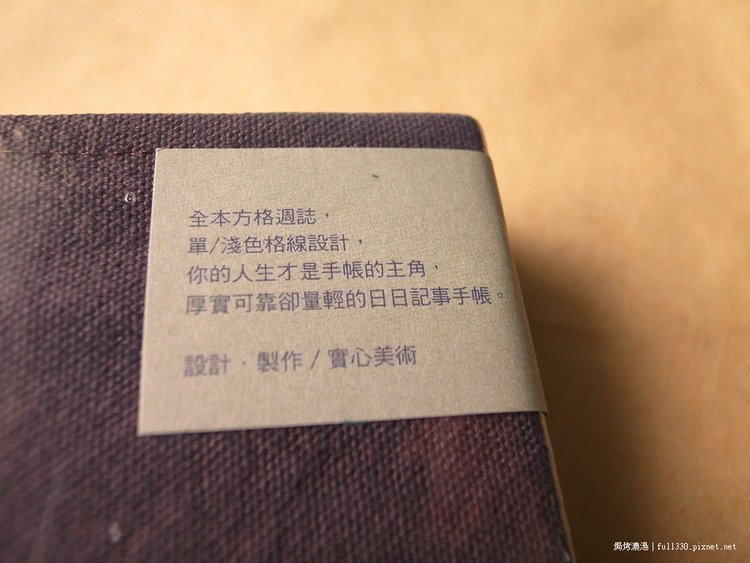 全本方格週誌，
單/淺色格線設計，
你的人生才是手帳的主角，
厚實可靠卻量輕的日日記事手帳。
設計．製作 / 實心美術
焗烤濃湯 | full330.pixnet.net